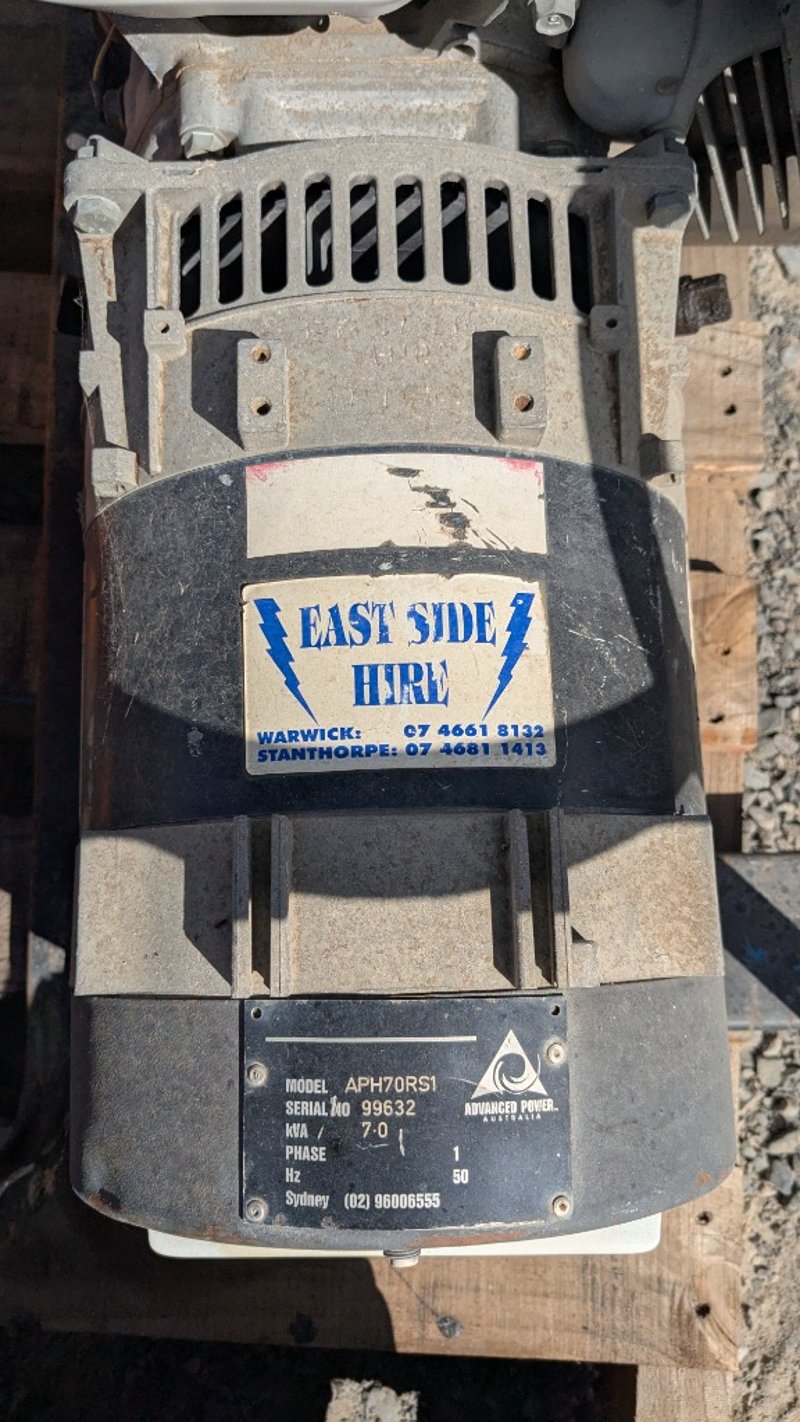 EAST SIDE
HIRE
WARWICK: 07 4661 8132
STANTHORPE: 07 4681 1413
MODEL APH70RS1
SERIAL NO 99632
kVA 7.0
PHASE 1
Hz 50
Sydney (02) 96006555
ADVANCED POWER
AUSTRALIA